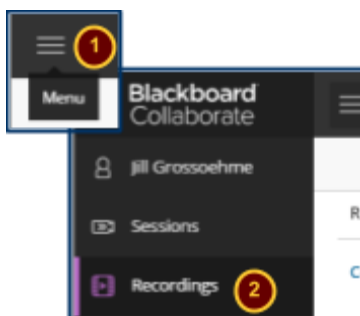 1
Menu
Blackboard
Collaborate
Jill Grossoehme
Sessions
R
Recordings
2
C